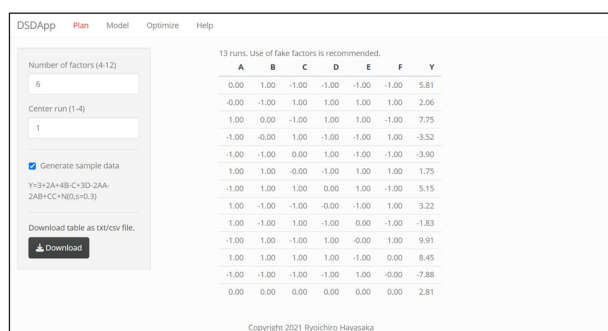 DSDApp Plan Model Optimize Help
Number of factors (4-12)
6
Center run (1-4)
1
Generate sample data
Y=3+2A+4B-C+3D-2AA-
2AB+CC+N(0,s=0.3)
Download table as txt/csv file.
Download
13 runs. Use of fake factors is recommended.
A B C D E F Y
0.00 1.00 -1.00 -1.00 -1.00 -1.00 5.81
-0.00 -1.00 1.00 1.00 1.00 1.00 2.06
1.00 0.00 -1.00 1.00 1.00 -1.00 7.75
-1.00 -0.00 1.00 -1.00 -1.00 1.00 -3.52
-1.00 -1.00 0.00 1.00 -1.00 -1.00 -3.90
1.00 1.00 -0.00 -1.00 1.00 1.00 1.75
-1.00 1.00 1.00 0.00 1.00 -1.00 5.15
1.00 -1.00 -1.00 -0.00 -1.00 1.00 3.22
1.00 -1.00 1.00 -1.00 0.00 -1.00 -1.83
-1.00 1.00 -1.00 1.00 -0.00 1.00 9.91
1.00 1.00 1.00 1.00 -1.00 0.00 8.45
-1.00 -1.00 -1.00 -1.00 1.00 -0.00 -7.88
0.00 0.00 0.00 0.00 0.00 0.00 2.81
Copyright 2021 Ryoichiro Hayasaka